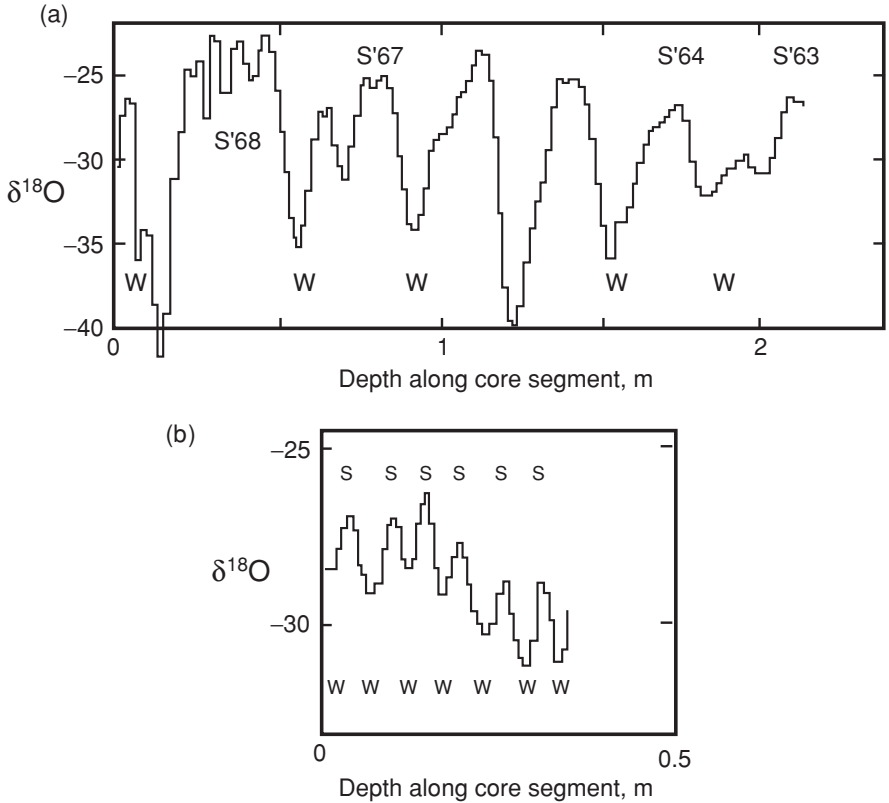 (a)
S'67 S'64 S'63
−25
S'68
−30
δ¹⁸O
−35
W W W W W
−40
0 1 2
Depth along core segment, m
(b)
−25
S S S S S S
δ¹⁸O
−30
W W W W W W W
0 0.5
Depth along core segment, m